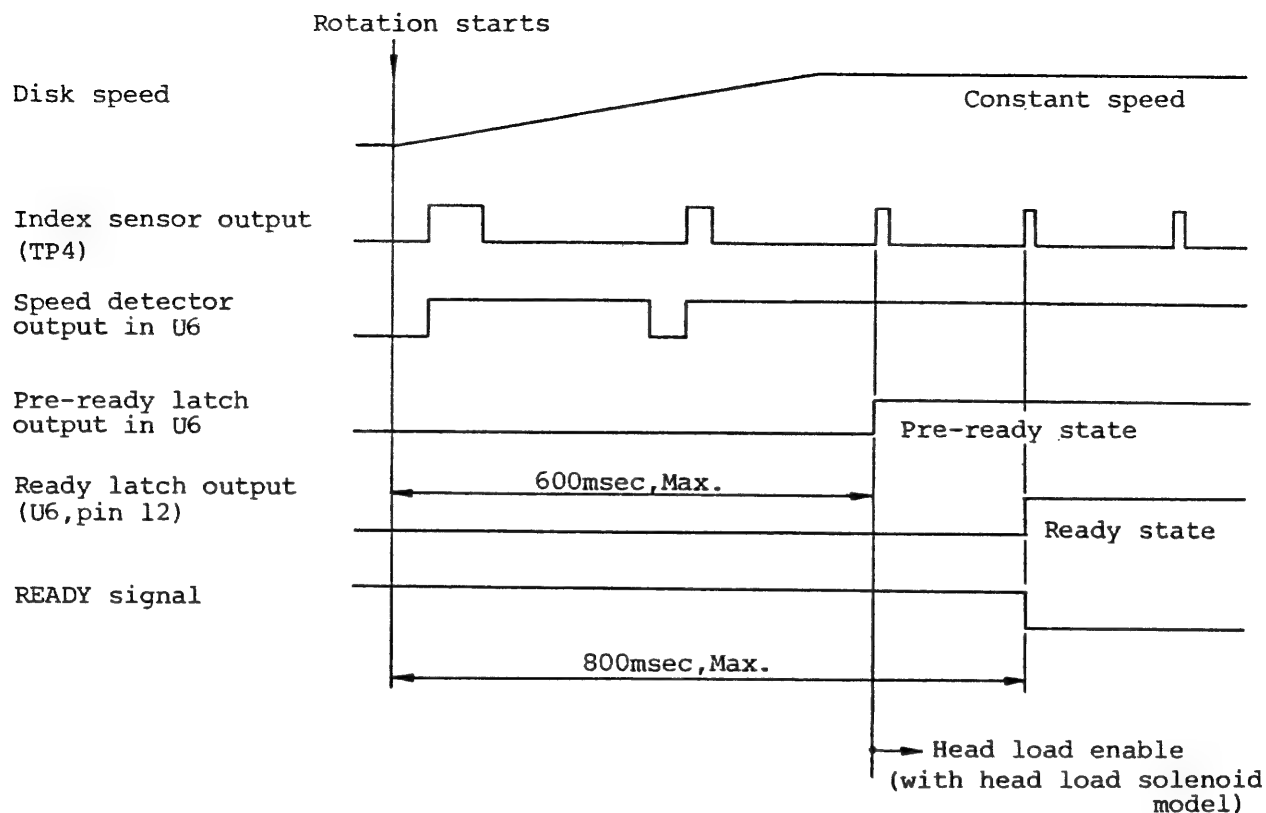 Rotation starts
Disk speed
Constant speed
Index sensor output
(TP4)
Speed detector
output in U6
Pre-ready latch
output in U6
Pre-ready state
600msec,Max.
Ready latch output
(U6,pin 12)
Ready state
READY signal
800msec,Max.
Head load enable
(with head load solenoid
model)